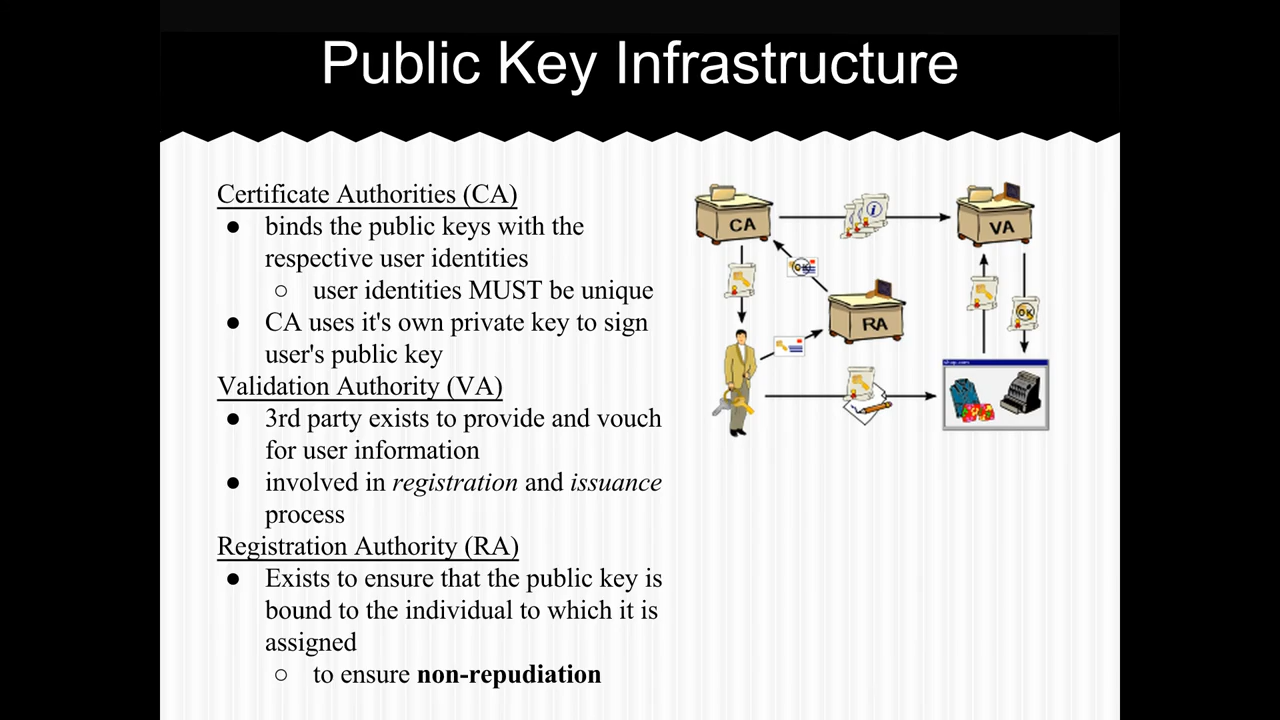 Public Key Infrastructure
Certificate Authorities (CA)
● binds the public keys with the
respective user identities
○ user identities MUST be unique
● CA uses it's own private key to sign
user's public key
Validation Authority (VA)
● 3rd party exists to provide and vouch
for user information
● involved in registration and issuance
process
Registration Authority (RA)
● Exists to ensure that the public key is
bound to the individual to which it is
assigned
○ to ensure non-repudiation
CA
i
VA
OK
RA
OK
shop.com